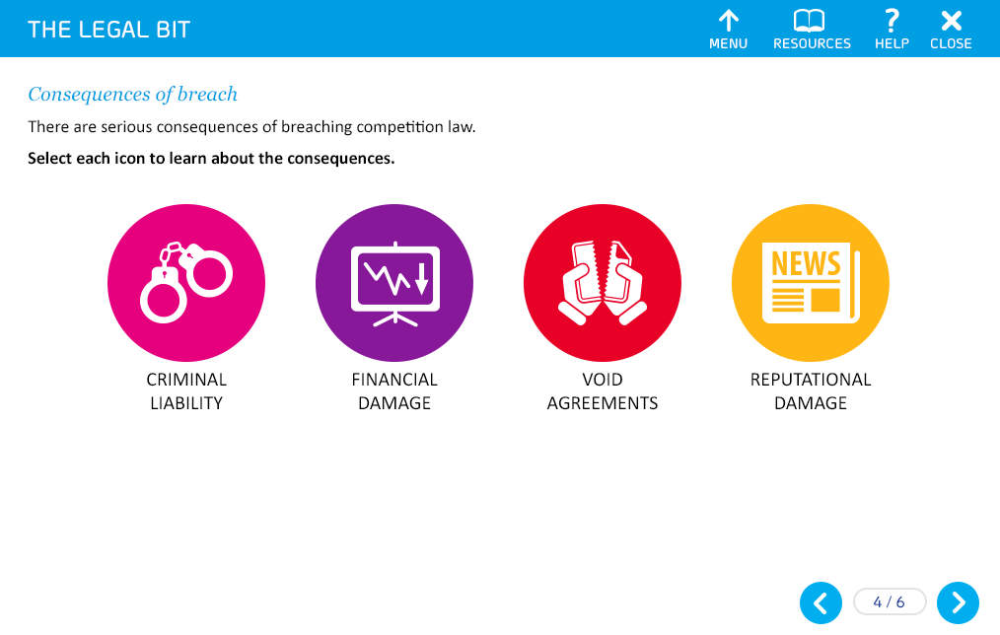 THE LEGAL BIT
MENU
RESOURCES
HELP
CLOSE
Consequences of breach
There are serious consequences of breaching competition law.
Select each icon to learn about the consequences.
NEWS
CRIMINAL
LIABILITY
FINANCIAL
DAMAGE
VOID
AGREEMENTS
REPUTATIONAL
DAMAGE
4 / 6